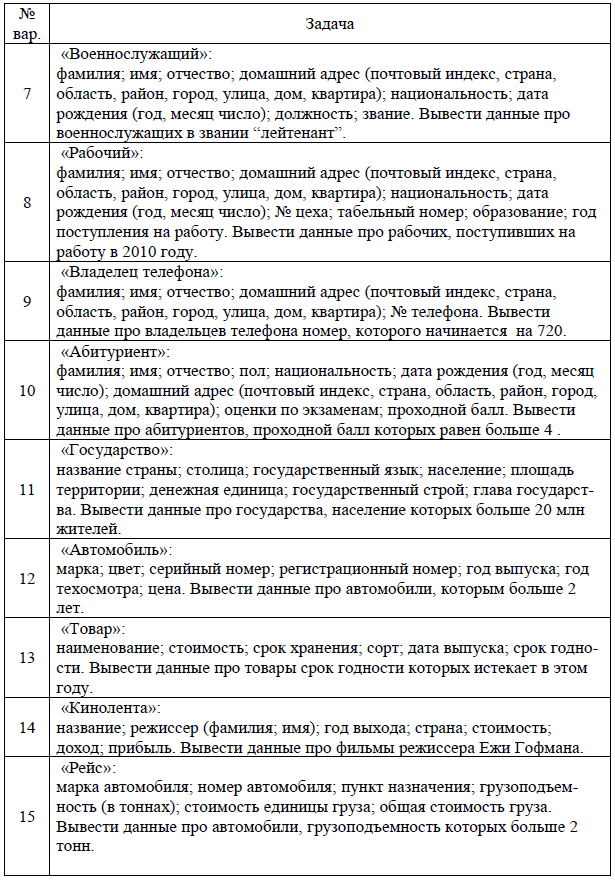 №
вар.
Задача
7
«Военнослужащий»:
фамилия; имя; отчество; домашний адрес (почтовый индекс, страна,
область, район, город, улица, дом, квартира); национальность; дата
рождения (год, месяц число); должность; звание. Вывести данные про
военнослужащих в звании “лейтенант”.
8
«Рабочий»:
фамилия; имя; отчество; домашний адрес (почтовый индекс, страна,
область, район, город, улица, дом, квартира); национальность; дата
рождения (год, месяц число); № цеха; табельный номер; образование; год
поступления на работу. Вывести данные про рабочих, поступивших на
работу в 2010 году.
9
«Владелец телефона»:
фамилия; имя; отчество; домашний адрес (почтовый индекс, страна,
область, район, город, улица, дом, квартира); № телефона. Вывести
данные про владельцев телефона номер, которого начинается на 720.
10
«Абитуриент»:
фамилия; имя; отчество; пол; национальность; дата рождения (год, месяц
число); домашний адрес (почтовый индекс, страна, область, район, город,
улица, дом, квартира); оценки по экзаменам; проходной балл. Вывести
данные про абитуриентов, проходной балл которых равен больше 4 .
11
«Государство»:
название страны; столица; государственный язык; население; площадь
территории; денежная единица; государственный строй; глава государст-
ва. Вывести данные про государства, население которых больше 20 млн
жителей.
12
«Автомобиль»:
марка; цвет; серийный номер; регистрационный номер; год выпуска; год
техосмотра; цена. Вывести данные про автомобили, которым больше 2
лет.
13
«Товар»:
наименование; стоимость; срок хранения; сорт; дата выпуска; срок годно-
сти. Вывести данные про товары срок годности которых истекает в этом
году.
14
«Кинолента»:
название; режиссер (фамилия; имя); год выхода; страна; стоимость;
доход; прибыль. Вывести данные про фильмы режиссера Ежи Гофмана.
15
«Рейс»:
марка автомобиля; номер автомобиля; пункт назначения; грузоподъем-
ность (в тоннах); стоимость единицы груза; общая стоимость груза.
Вывести данные про автомобили, грузоподъемность которых больше 2
тонн.